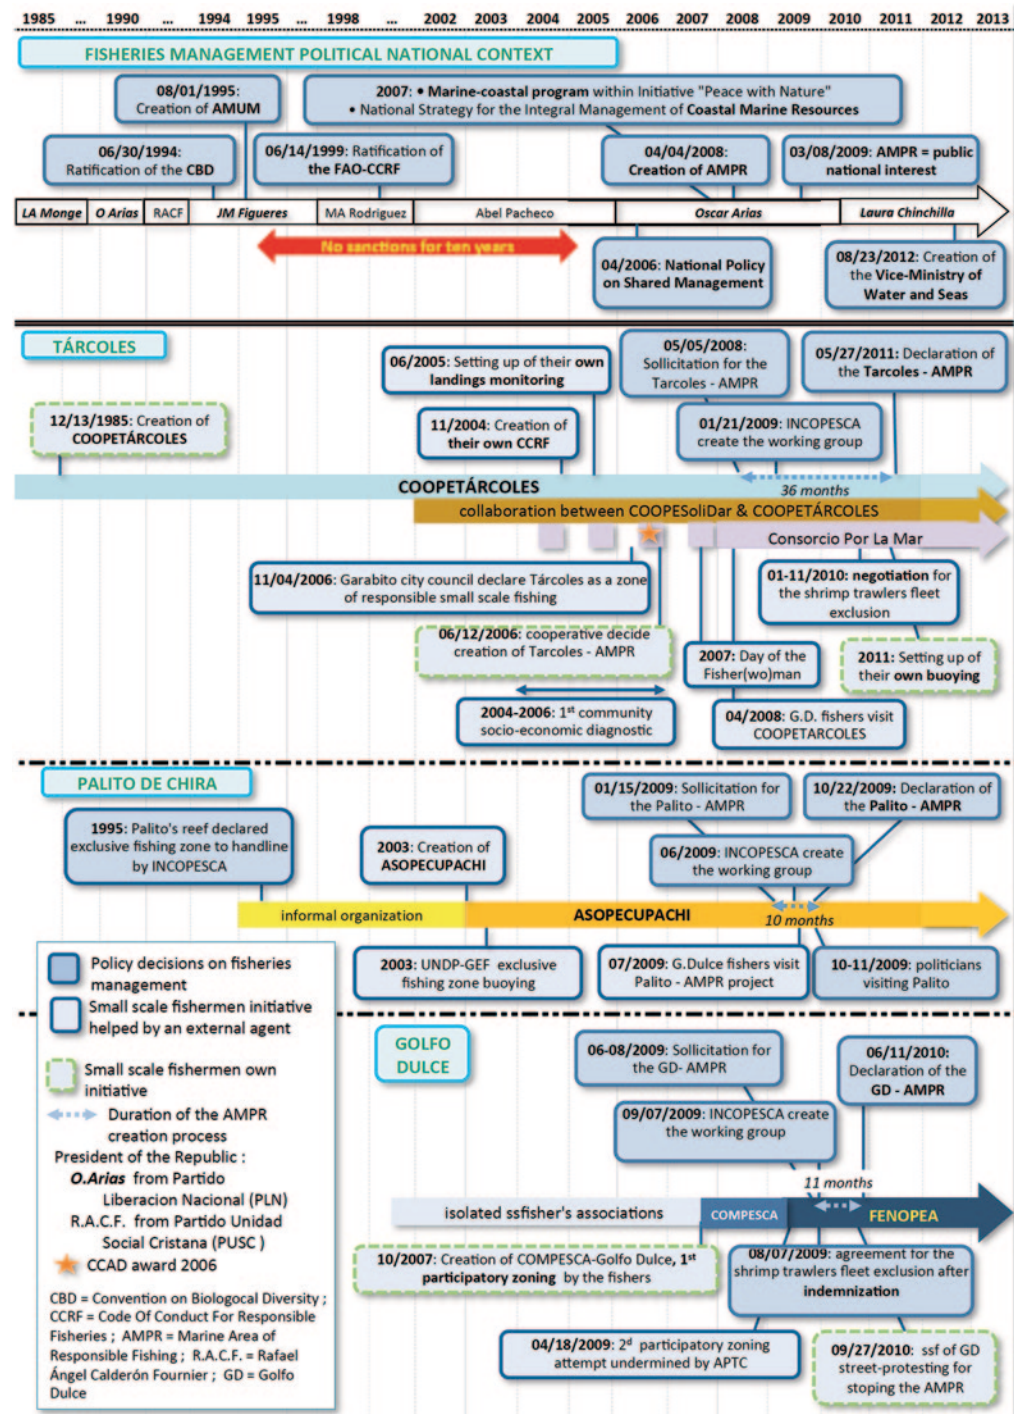 1985 ... 1990 ... 1994 1995 ... 1998 ... 2002 2003 2004 2005 2006 2007 2008 2009 2010 2011 2012 2013
FISHERIES MANAGEMENT POLITICAL NATIONAL CONTEXT
08/01/1995:
Creation of AMUM
2007: • Marine-coastal program within Initiative "Peace with Nature"
• National Strategy for the Integral Management of Coastal Marine Resources
06/30/1994:
Ratification of the CBD
06/14/1999: Ratification of
the FAO-CCRF
04/04/2008:
Creation of AMPR
03/08/2009: AMPR = public
national interest
LA Monge
O Arias
RACF
JM Figueres
MA Rodriguez
Abel Pacheco
Oscar Arias
Laura Chinchilla
No sanctions for ten years
04/2006: National Policy
on Shared Management
08/23/2012: Creation of
the Vice-Ministry of
Water and Seas
TÁRCOLES
06/2005: Setting up of their own
landings monitoring
05/05/2008:
Sollicitation for the
Tarcoles - AMPR
05/27/2011: Declaration of
the Tarcoles - AMPR
12/13/1985: Creation of
COOPETÁRCOLES
11/2004: Creation of
their own CCRF
01/21/2009: INCOPESCA
create the working group
COOPETÁRCOLES
36 months
collaboration between COOPESoliDar & COOPETÁRCOLES
Consorcio Por La Mar
11/04/2006: Garabito city council declare Tárcoles as a zone
of responsible small scale fishing
01-11/2010: negotiation for
the shrimp trawlers fleet
exclusion
06/12/2006: cooperative decide
creation of Tarcoles - AMPR
2007: Day of the
Fisher(wo)man
2011: Setting up of
their own buoying
2004-2006: 1st community
socio-economic diagnostic
04/2008: G.D. fishers visit
COOPETARCOLES
PALITO DE CHIRA
01/15/2009: Sollicitation for
the Palito - AMPR
10/22/2009: Declaration of
the Palito - AMPR
1995: Palito's reef declared
exclusive fishing zone to handline
by INCOPESCA
2003: Creation of
ASOPECUPACHI
06/2009: INCOPESCA create
the working group
informal organization
ASOPECUPACHI
10 months
2003: UNDP-GEF exclusive
fishing zone buoying
07/2009: G.Dulce fishers visit
Palito - AMPR project
10-11/2009: politicians
visiting Palito
Policy decisions on fisheries
management
Small scale fishermen initiative
helped by an external agent
Small scale fishermen own
initiative
Duration of the AMPR
creation process
President of the Republic :
O.Arias from Partido
Liberacion Nacional (PLN)
R.A.C.F. from Partido Unidad
Social Cristana (PUSC )
CCAD award 2006
CBD = Convention on Biologocal Diversity ;
CCRF = Code Of Conduct For Responsible
Fisheries ; AMPR = Marine Area of
Responsible Fishing ; R.A.C.F. = Rafael
Ángel Calderón Fournier ; GD = Golfo
Dulce
GOLFO
DULCE
06-08/2009: Sollicitation for
the GD- AMPR
06/11/2010:
Declaration of the
GD - AMPR
09/07/2009: INCOPESCA create
the working group
11 months
isolated ssfisher's associations
COMPESCA
FENOPEA
10/2007: Creation of COMPESCA-Golfo Dulce, 1st
participatory zoning by the fishers
08/07/2009: agreement for the
shrimp trawlers fleet exclusion after
indemnization
04/18/2009: 2d participatory zoning
attempt undermined by APTC
09/27/2010: ssf of GD
street-protesting for
stoping the AMPR